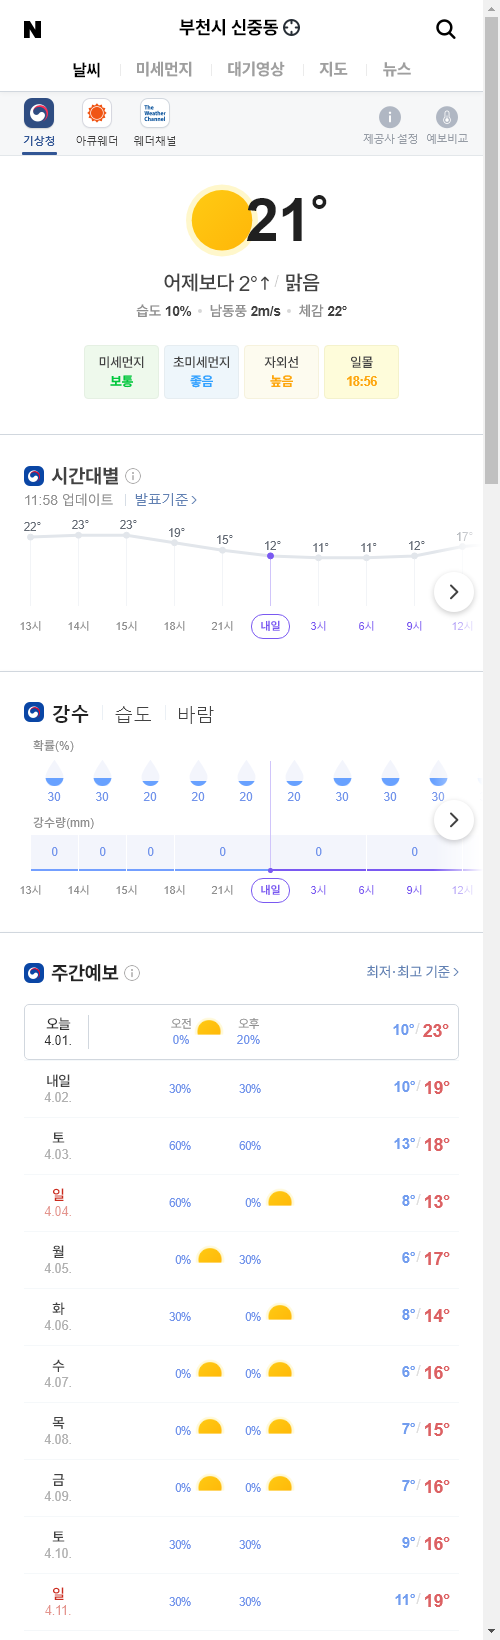 N
부천시 신중동
날씨 미세먼지 대기영상 지도 뉴스
The Weather Channel
기상청 아큐웨더 웨더채널 제공사 설정 예보비교
21°
어제보다 2°↑ / 맑음
습도 10% 남동풍 2m/s 체감 22°
미세먼지 초미세먼지 자외선 일몰
보통 좋음 높음 18:56
시간대별
11:58 업데이트 발표기준
22° 23° 23° 19° 15° 12° 11° 11° 12° 17°
13시 14시 15시 18시 21시 내일 3시 6시 9시 12시
강수 습도 바람
확률(%)
30 30 20 20 20 20 30 30 30
강수량(mm)
0 0 0 0 0 0
13시 14시 15시 18시 21시 내일 3시 6시 9시 12시
주간예보 최저·최고 기준
오늘 오전 오후
4.01. 0% 20% 10°/ 23°
내일
4.02. 30% 30% 10°/ 19°
토
4.03. 60% 60% 13°/ 18°
일
4.04. 60% 0% 8°/ 13°
월
4.05. 0% 30% 6°/ 17°
화
4.06. 30% 0% 8°/ 14°
수
4.07. 0% 0% 6°/ 16°
목
4.08. 0% 0% 7°/ 15°
금
4.09. 0% 0% 7°/ 16°
토
4.10. 30% 30% 9°/ 16°
일
4.11. 30% 30% 11°/ 19°